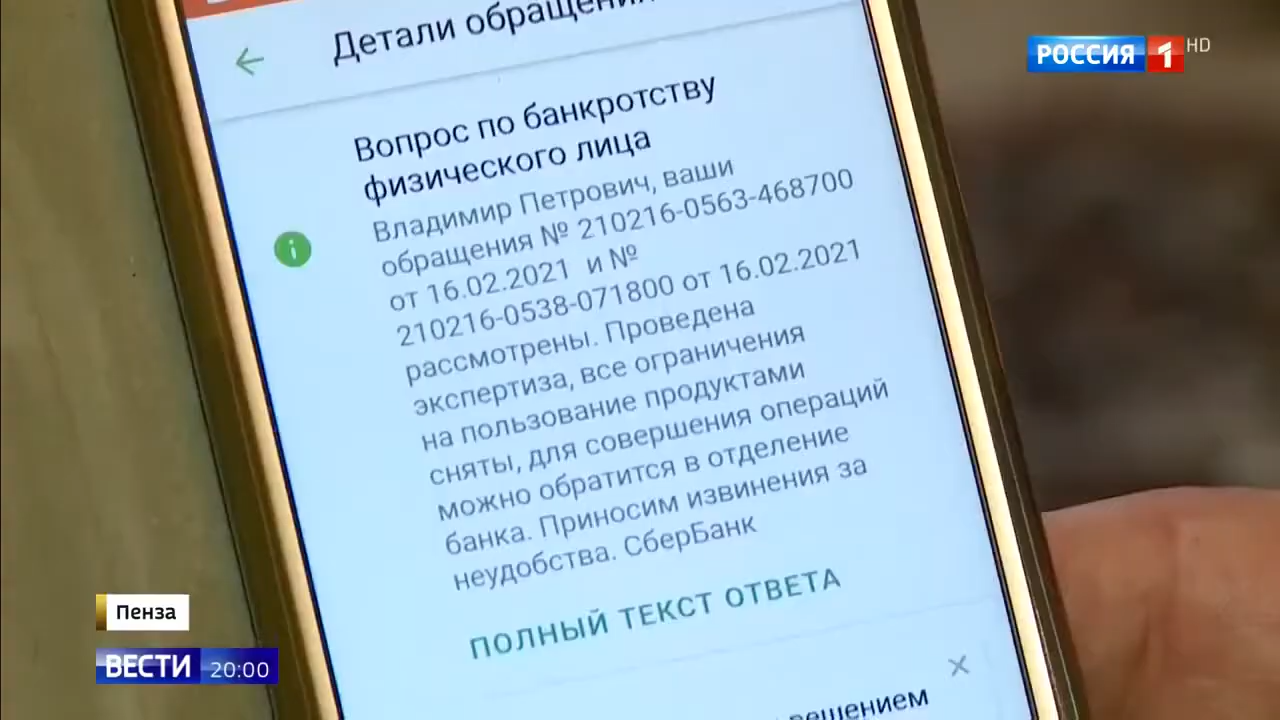 Детали обращения
РОССИЯ 1 HD
Вопрос по банкротству
физического лица
Владимир Петрович, ваши
обращения № 210216-0563-468700
от 16.02.2021 и №
210216-0538-071800 от 16.02.2021
рассмотрены. Проведена
экспертиза, все ограничения
на пользование продуктами
сняты, для совершения операций
можно обратится в отделение
банка. Приносим извинения за
неудобства. СберБанк
ПОЛНЫЙ ТЕКСТ ОТВЕТА
Пенза
ВЕСТИ 20:00